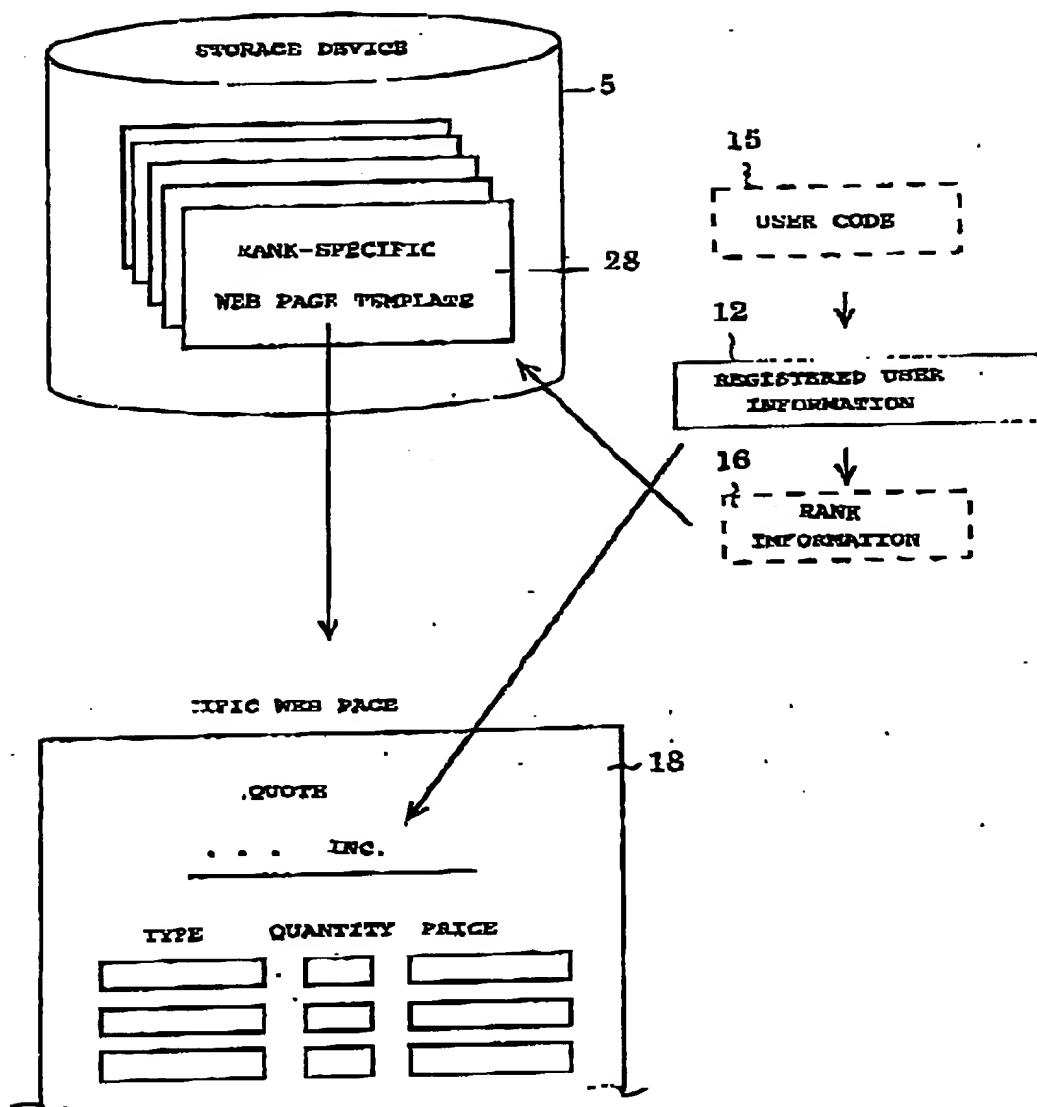 STORAGE DEVICE
5
RANK-SPECIFIC
WEB PAGE TEMPLATE
28
15
USER CODE
12
REGISTERED USER
INFORMATION
16
RANK
INFORMATION
WEB PAGE
18
QUOTE
. . . INC.
TYPE QUANTITY PRICE